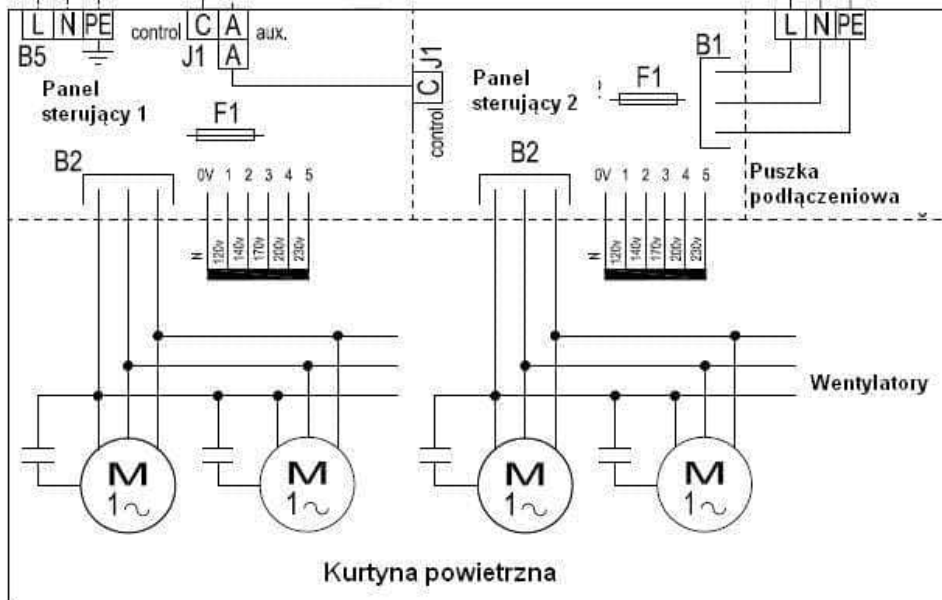 L N PE
B5
control C A aux.
J1 A
Panel
sterujący 1
F1
B2
0V 1 2 3 4 5
N 120v 140v 170v 200v 230v
J1
C
control
Panel
sterujący 2
F1
B1
L N PE
B2
0V 1 2 3 4 5
N 120v 140v 170v 200v 230v
Puszka
podłączeniowa
Wentylatory
M
1~
M
1~
M
1~
M
1~
Kurtyna powietrzna